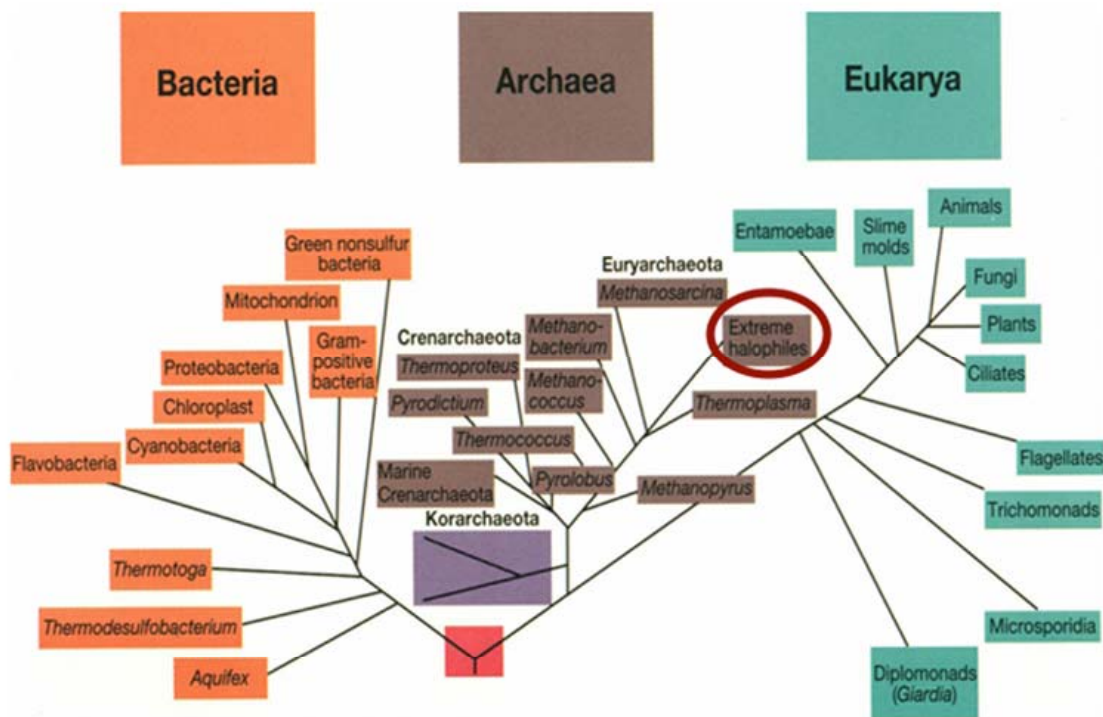 Bacteria
Archaea
Eukarya
Green nonsulfur
bacteria
Mitochondrion
Gram-
positive
bacteria
Proteobacteria
Chloroplast
Cyanobacteria
Flavobacteria
Thermotoga
Thermodesulfobacterium
Aquifex
Crenarchaeota
Thermoproteus
Pyrodictium
Thermococcus
Marine
Crenarchaeota
Pyrolobus
Korarchaeota
Euryarchaeota
Methanosarcina
Methano-
bacterium
Methano-
coccus
Extreme
halophiles
Thermoplasma
Methanopyrus
Entamoebae
Slime
molds
Animals
Fungi
Plants
Ciliates
Flagellates
Trichomonads
Microsporidia
Diplomonads
(Giardia)